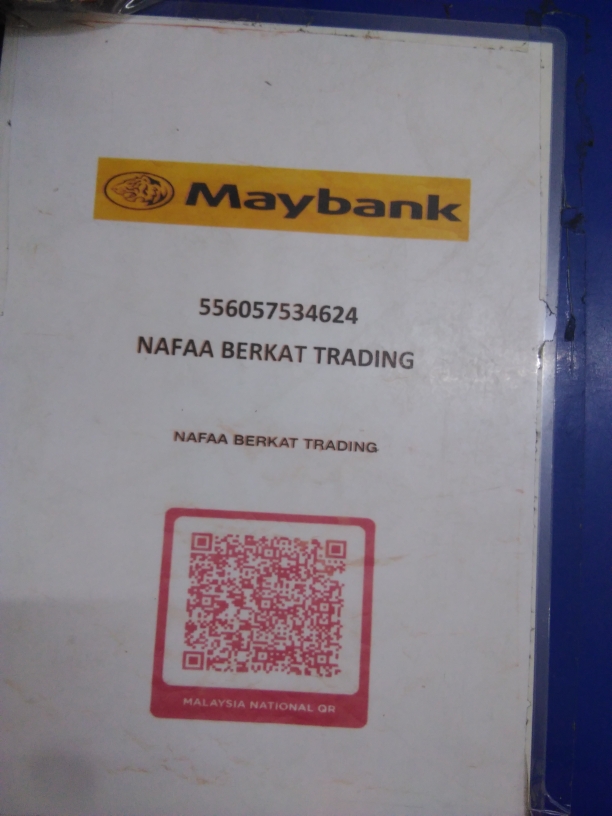 Maybank
556057534624
NAFAA BERKAT TRADING
NAFAA BERKAT TRADING
MALAYSIA NATIONAL QR